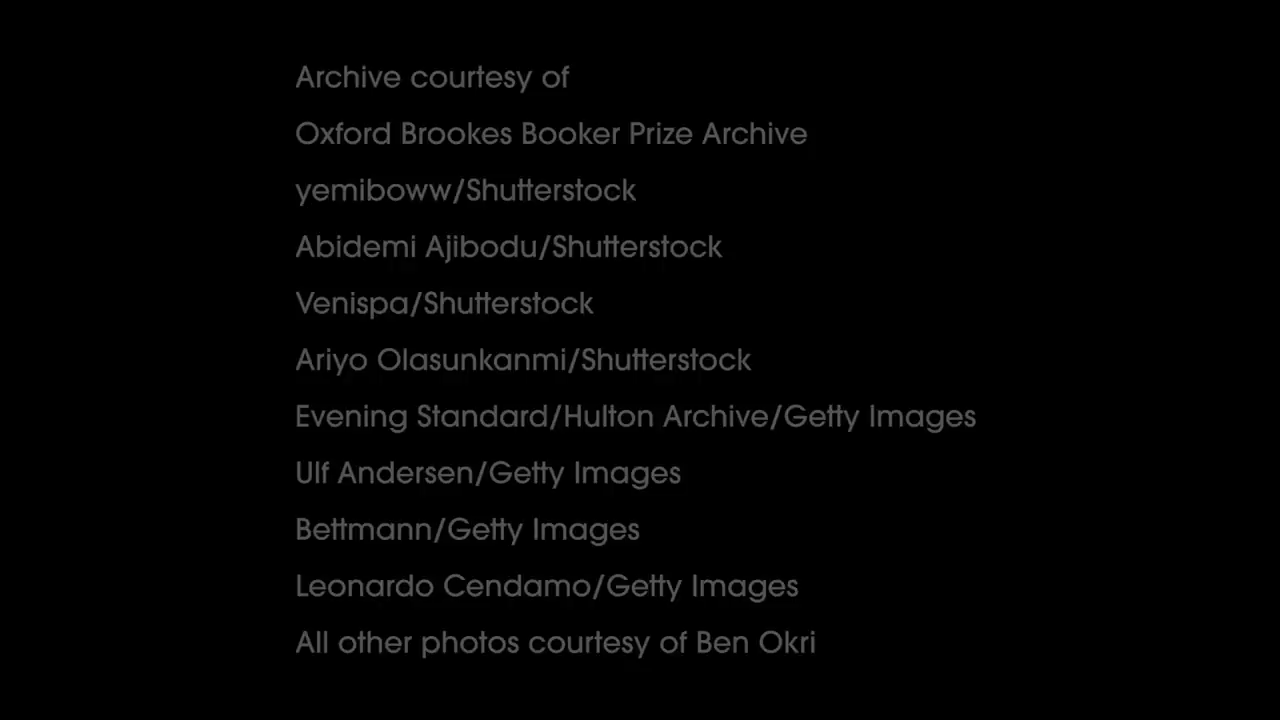 Archive courtesy of
Oxford Brookes Booker Prize Archive
yemiboww/Shutterstock
Abidemi Ajibodu/Shutterstock
Venispa/Shutterstock
Ariyo Olasunkanmi/Shutterstock
Evening Standard/Hulton Archive/Getty Images
Ulf Andersen/Getty Images
Bettmann/Getty Images
Leonardo Cendamo/Getty Images
All other photos courtesy of Ben Okri